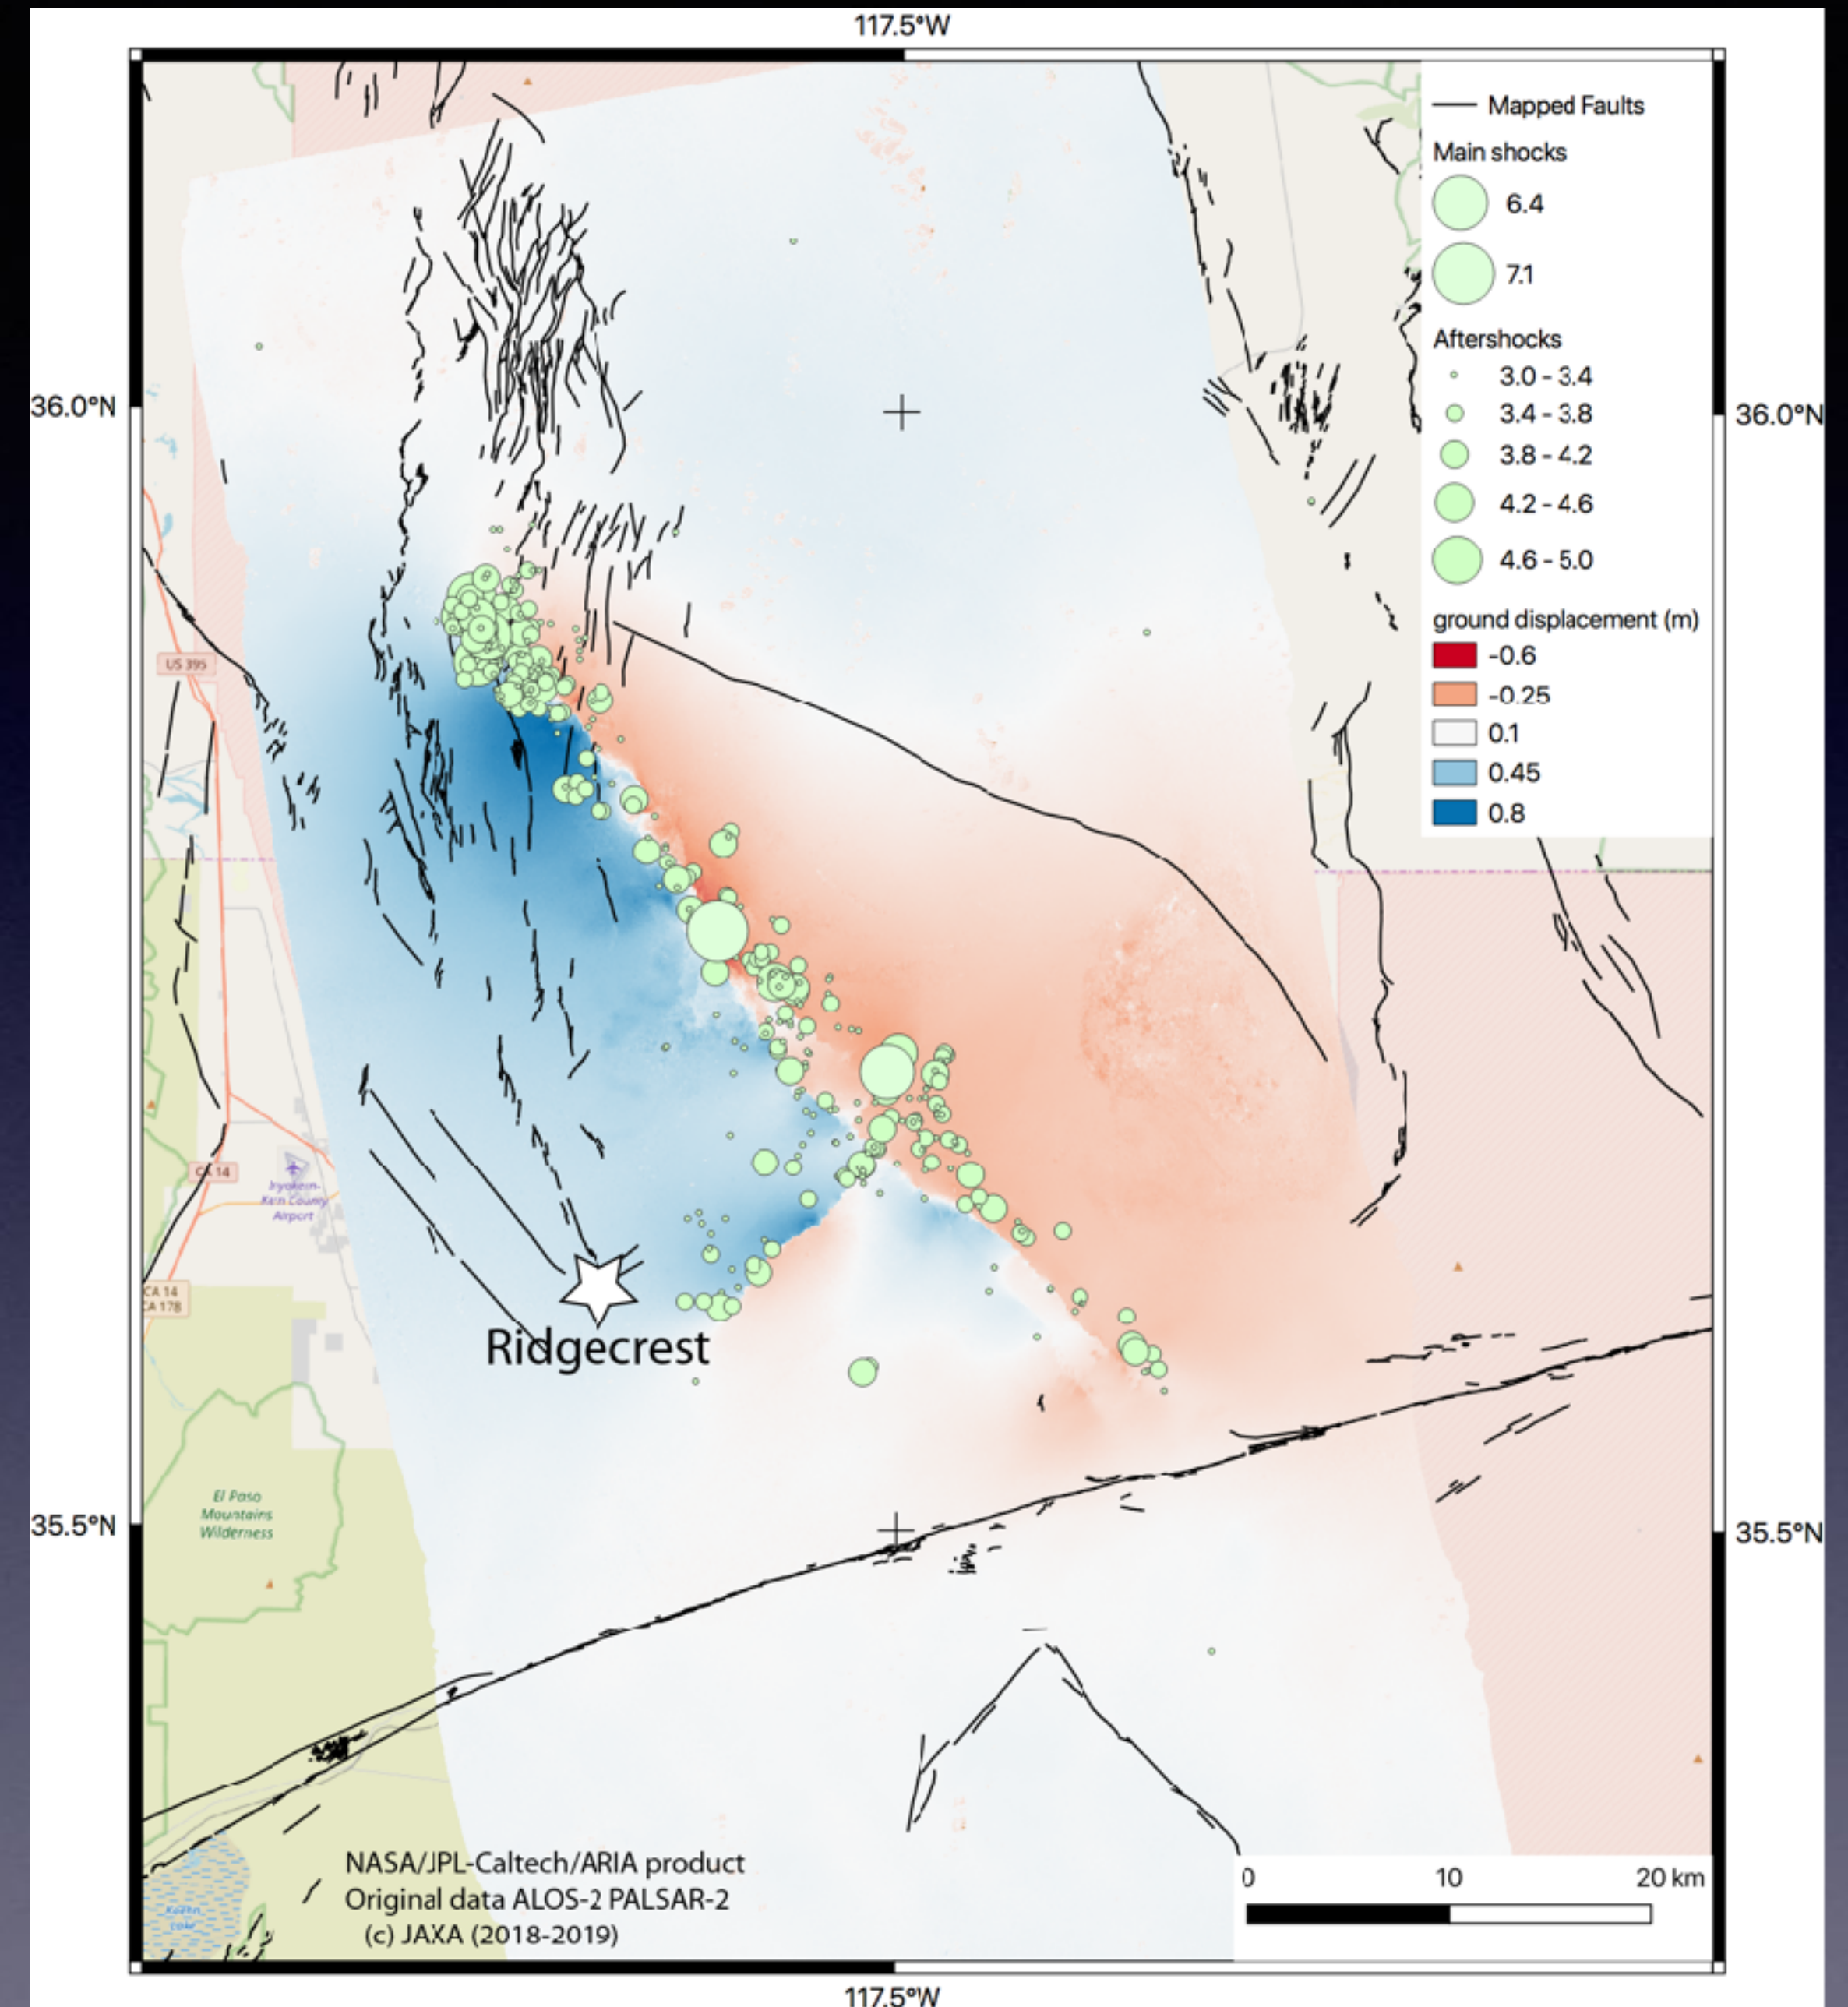 117.5°W
Mapped Faults
Main shocks
6.4
7.1
Aftershocks
3.0 - 3.4
3.4 - 3.8
3.8 - 4.2
4.2 - 4.6
4.6 - 5.0
ground displacement (m)
-0.6
-0.25
0.1
0.45
0.8
36.0°N
36.0°N
US 395
CA 14
Inyokern-
Kern County
Airport
CA 14
CA 178
Ridgecrest
El Paso
Mountains
Wilderness
35.5°N
35.5°N
Koehn
Lake
NASA/JPL-Caltech/ARIA product
Original data ALOS-2 PALSAR-2
(c) JAXA (2018-2019)
0 10 20 km
117.5°W